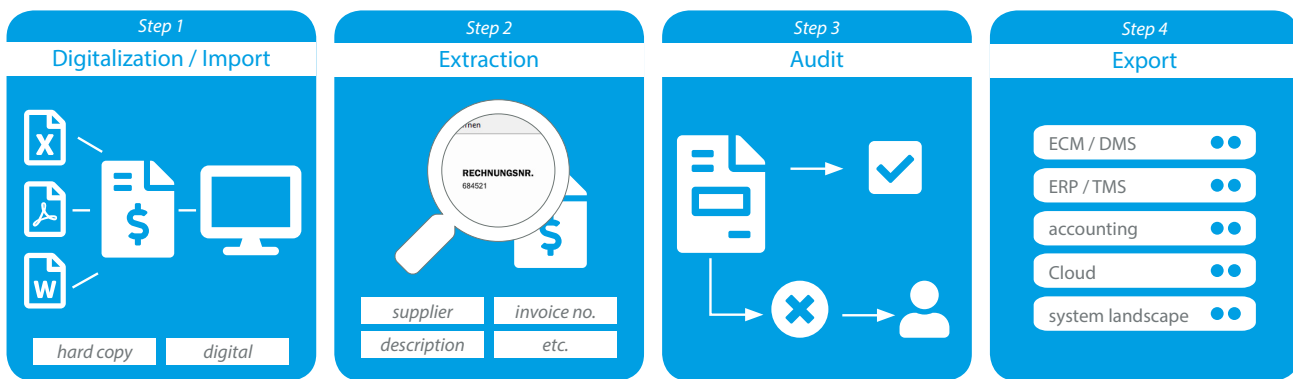 Step 1
Digitalization / Import
X
W
$
hard copy
digital
Step 2
Extraction
RECHNUNGSNR.
684521
$
supplier
invoice no.
description
etc.
Step 3
Audit
Step 4
Export
ECM / DMS
ERP / TMS
accounting
Cloud
system landscape